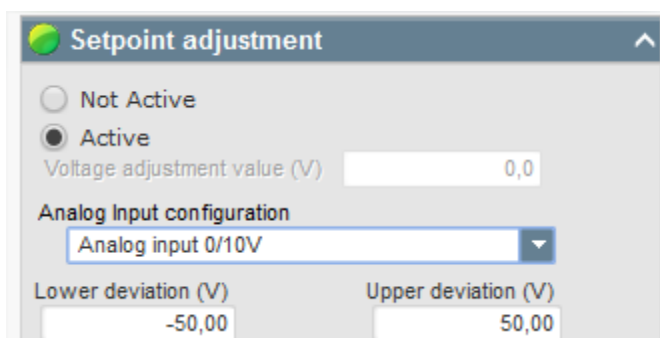 Setpoint adjustment
Not Active
Active
Voltage adjustment value (V) 0,0
Analog Input configuration
Analog input 0/10V
Lower deviation (V) Upper deviation (V)
-50,00 50,00